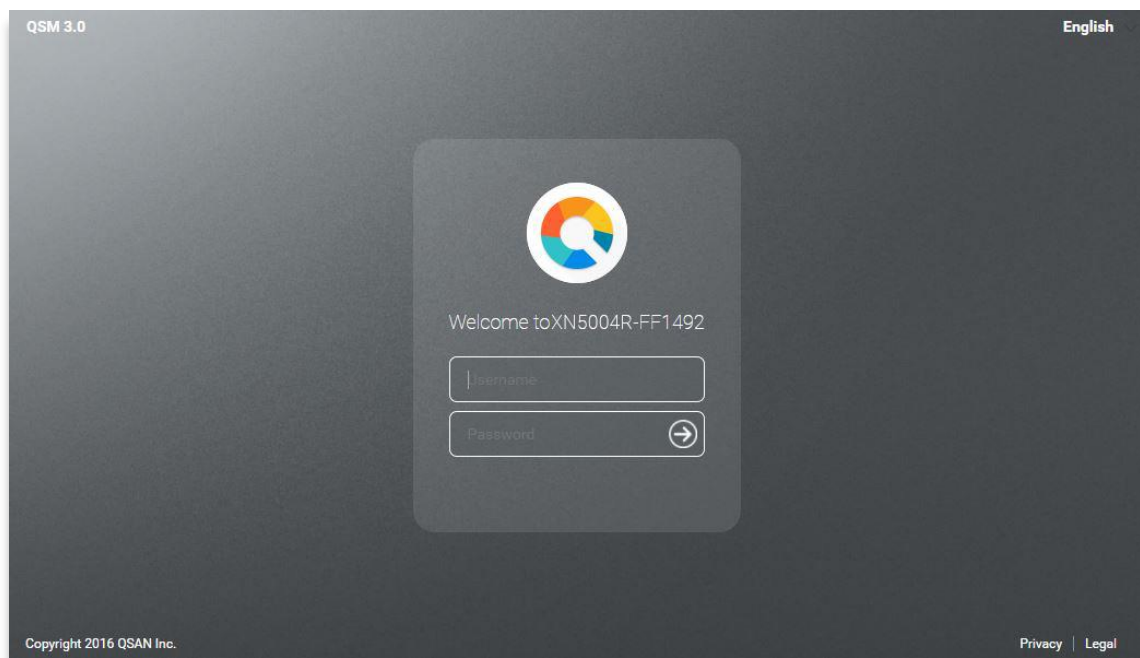 QSM 3.0
English
Welcome toXN5004R-FF1492
Username
Password
Copyright 2016 QSAN Inc.
Privacy | Legal